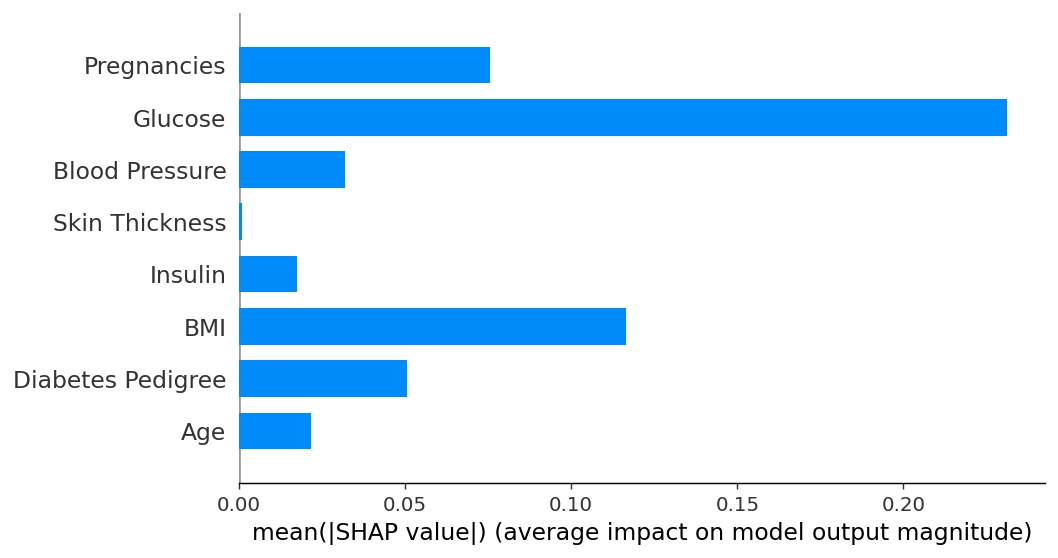 Pregnancies
Glucose
Blood Pressure
Skin Thickness
Insulin
BMI
Diabetes Pedigree
Age
0.00 0.05 0.10 0.15 0.20
mean(|SHAP value|) (average impact on model output magnitude)